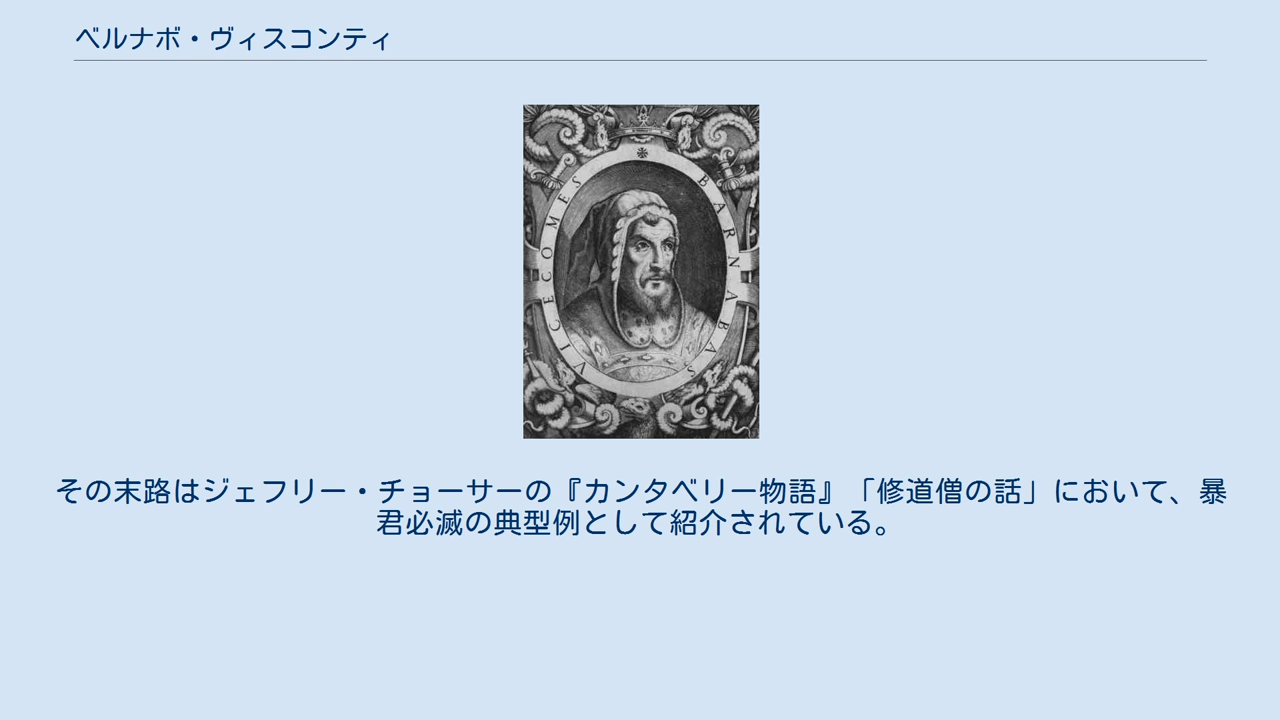 ベルナボ・ヴィスコンティ
BARNABAS VICECOMES
その末路はジェフリー・チョーサーの『カンタベリー物語』「修道僧の話」において、暴
君必滅の典型例として紹介されている。